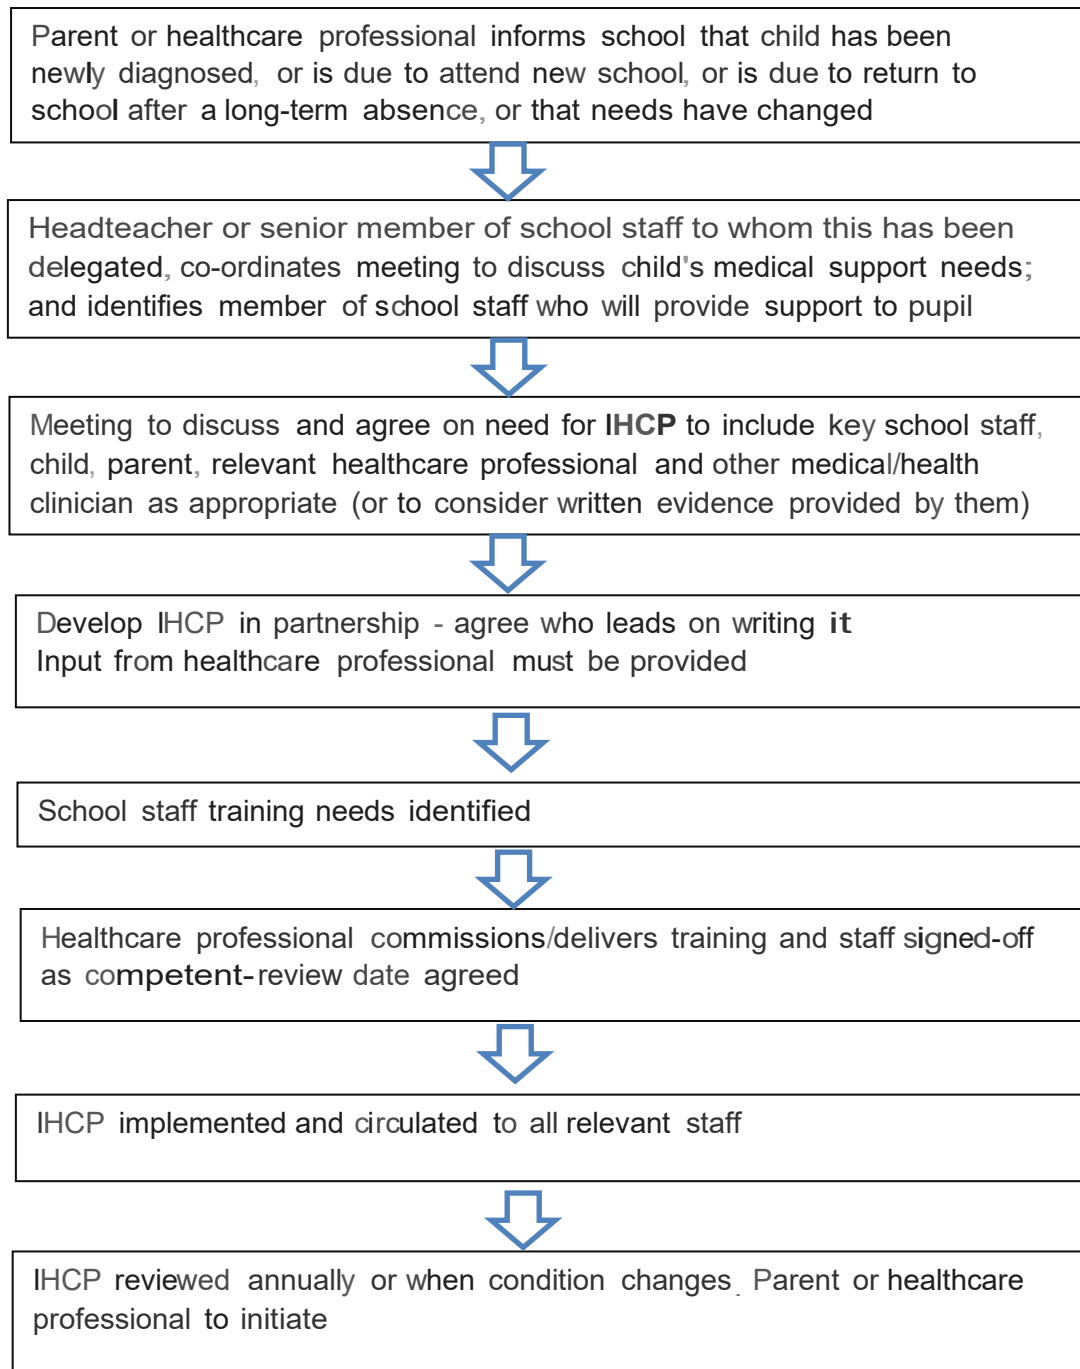 Parent or healthcare professional informs school that child has been
newly diagnosed, or is due to attend new school, or is due to return to
school after a long-term absence, or that needs have changed
Headteacher or senior member of school staff to whom this has been
delegated, co-ordinates meeting to discuss child's medical support needs;
and identifies member of school staff who will provide support to pupil
Meeting to discuss and agree on need for IHCP to include key school staff,
child, parent, relevant healthcare professional and other medical/health
clinician as appropriate (or to consider written evidence provided by them)
Develop IHCP in partnership - agree who leads on writing it
Input from healthcare professional must be provided
School staff training needs identified
Healthcare professional commissions/delivers training and staff signed-off
as competent-review date agreed
IHCP implemented and circulated to all relevant staff
IHCP reviewed annually or when condition changes. Parent or healthcare
professional to initiate